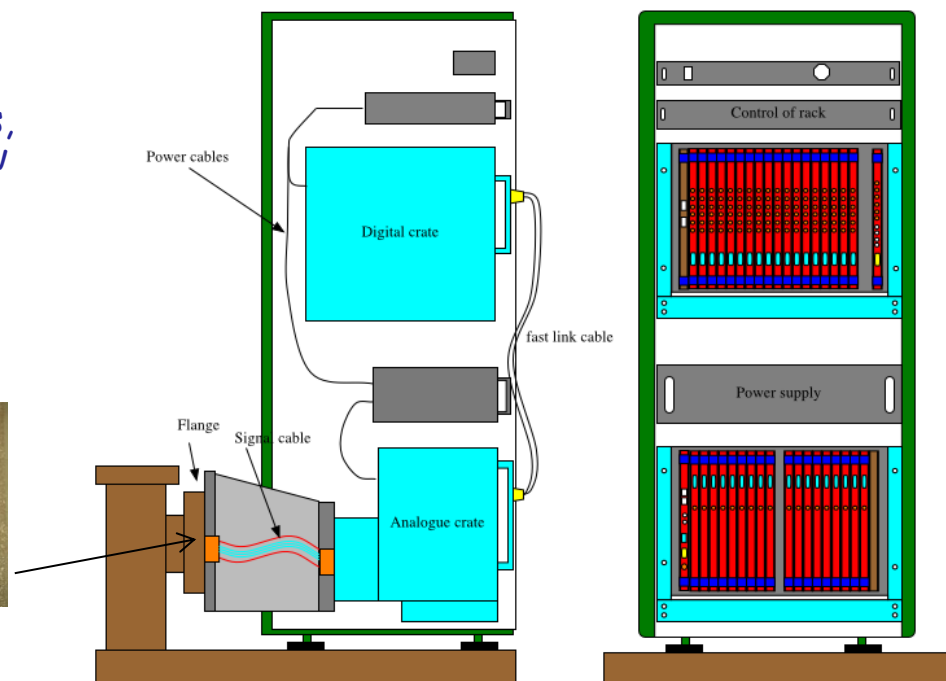 Power cables
Digital crate
fast link cable
Flange
Signal cable
Analogue crate
Control of rack
Power supply